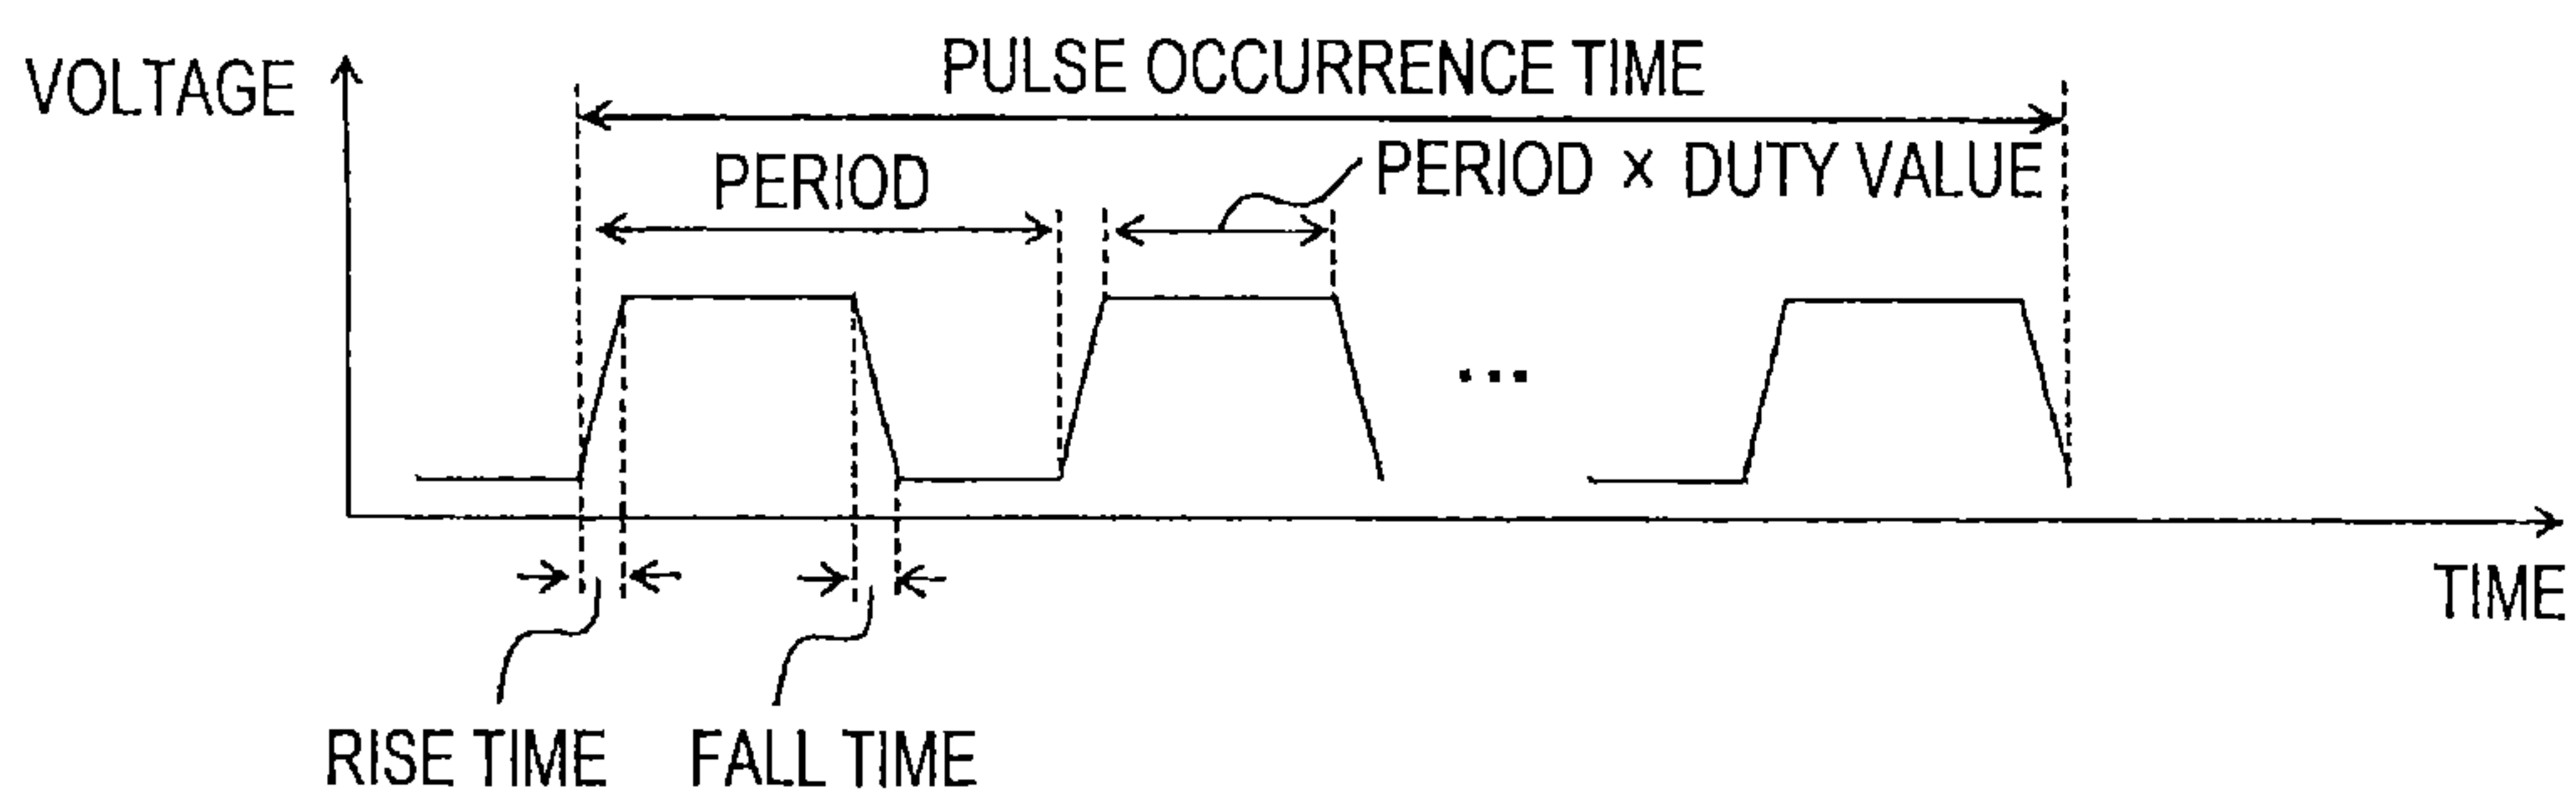 VOLTAGE
PULSE OCCURRENCE TIME
PERIOD
PERIOD × DUTY VALUE
...
TIME
RISE TIME
FALL TIME